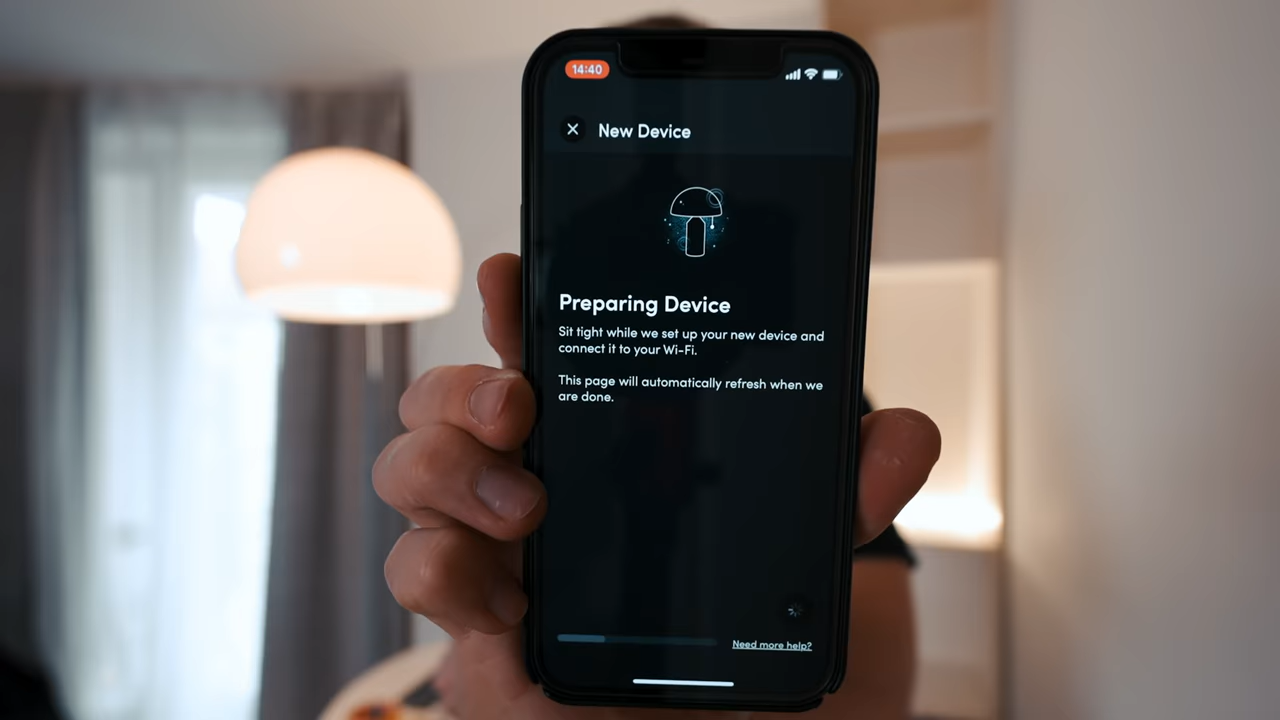 14:40
New Device
Preparing Device
Sit tight while we set up your new device and
connect it to your Wi-Fi.
This page will automatically refresh when we
are done.
Need more help?